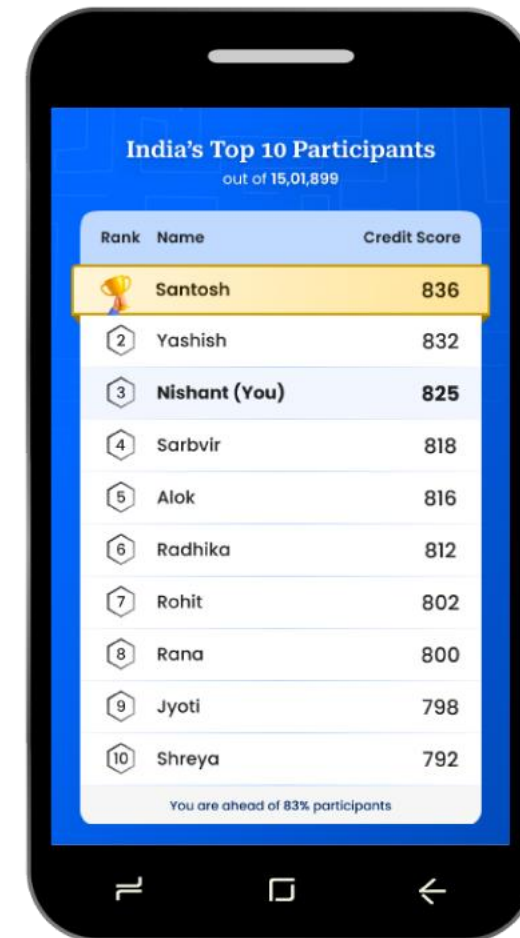 India's Top 10 Participants
out of 15,01,899
Rank Name Credit Score
Santosh 836
2 Yashish 832
3 Nishant (You) 825
4 Sarbvir 818
5 Alok 816
6 Radhika 812
7 Rohit 802
8 Rana 800
9 Jyoti 798
10 Shreya 792
You are ahead of 83% participants